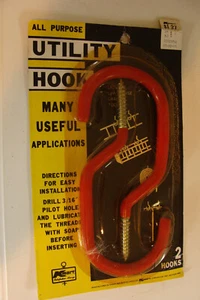 ALL PURPOSE
UTILITY
HOOK
MANY
USEFUL
APPLICATIONS
DIRECTIONS
FOR EASY
INSTALLATION
DRILL 3/16"
PILOT HOLE
AND LUBRICATE
THE THREADS
WITH SOAP
BEFORE
INSERTING
2
HOOKS